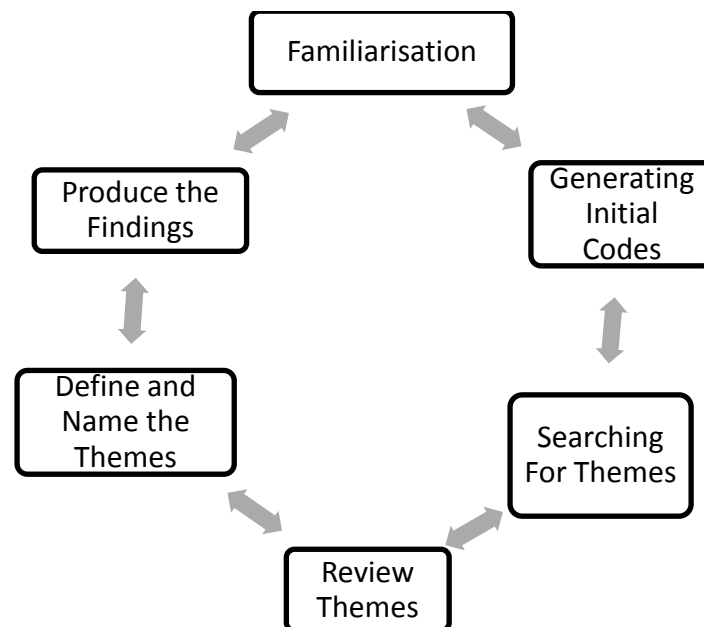 Familiarisation
Generating
Initial
Codes
Searching
For Themes
Review
Themes
Define and
Name the
Themes
Produce the
Findings